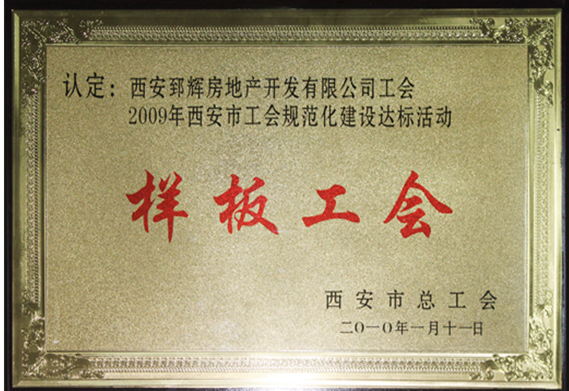 认定：西安郅辉房地产开发有限公司工会
2009年西安市工会规范化建设达标活动
样板工会
西安市总工会
二〇一〇年一月十一日